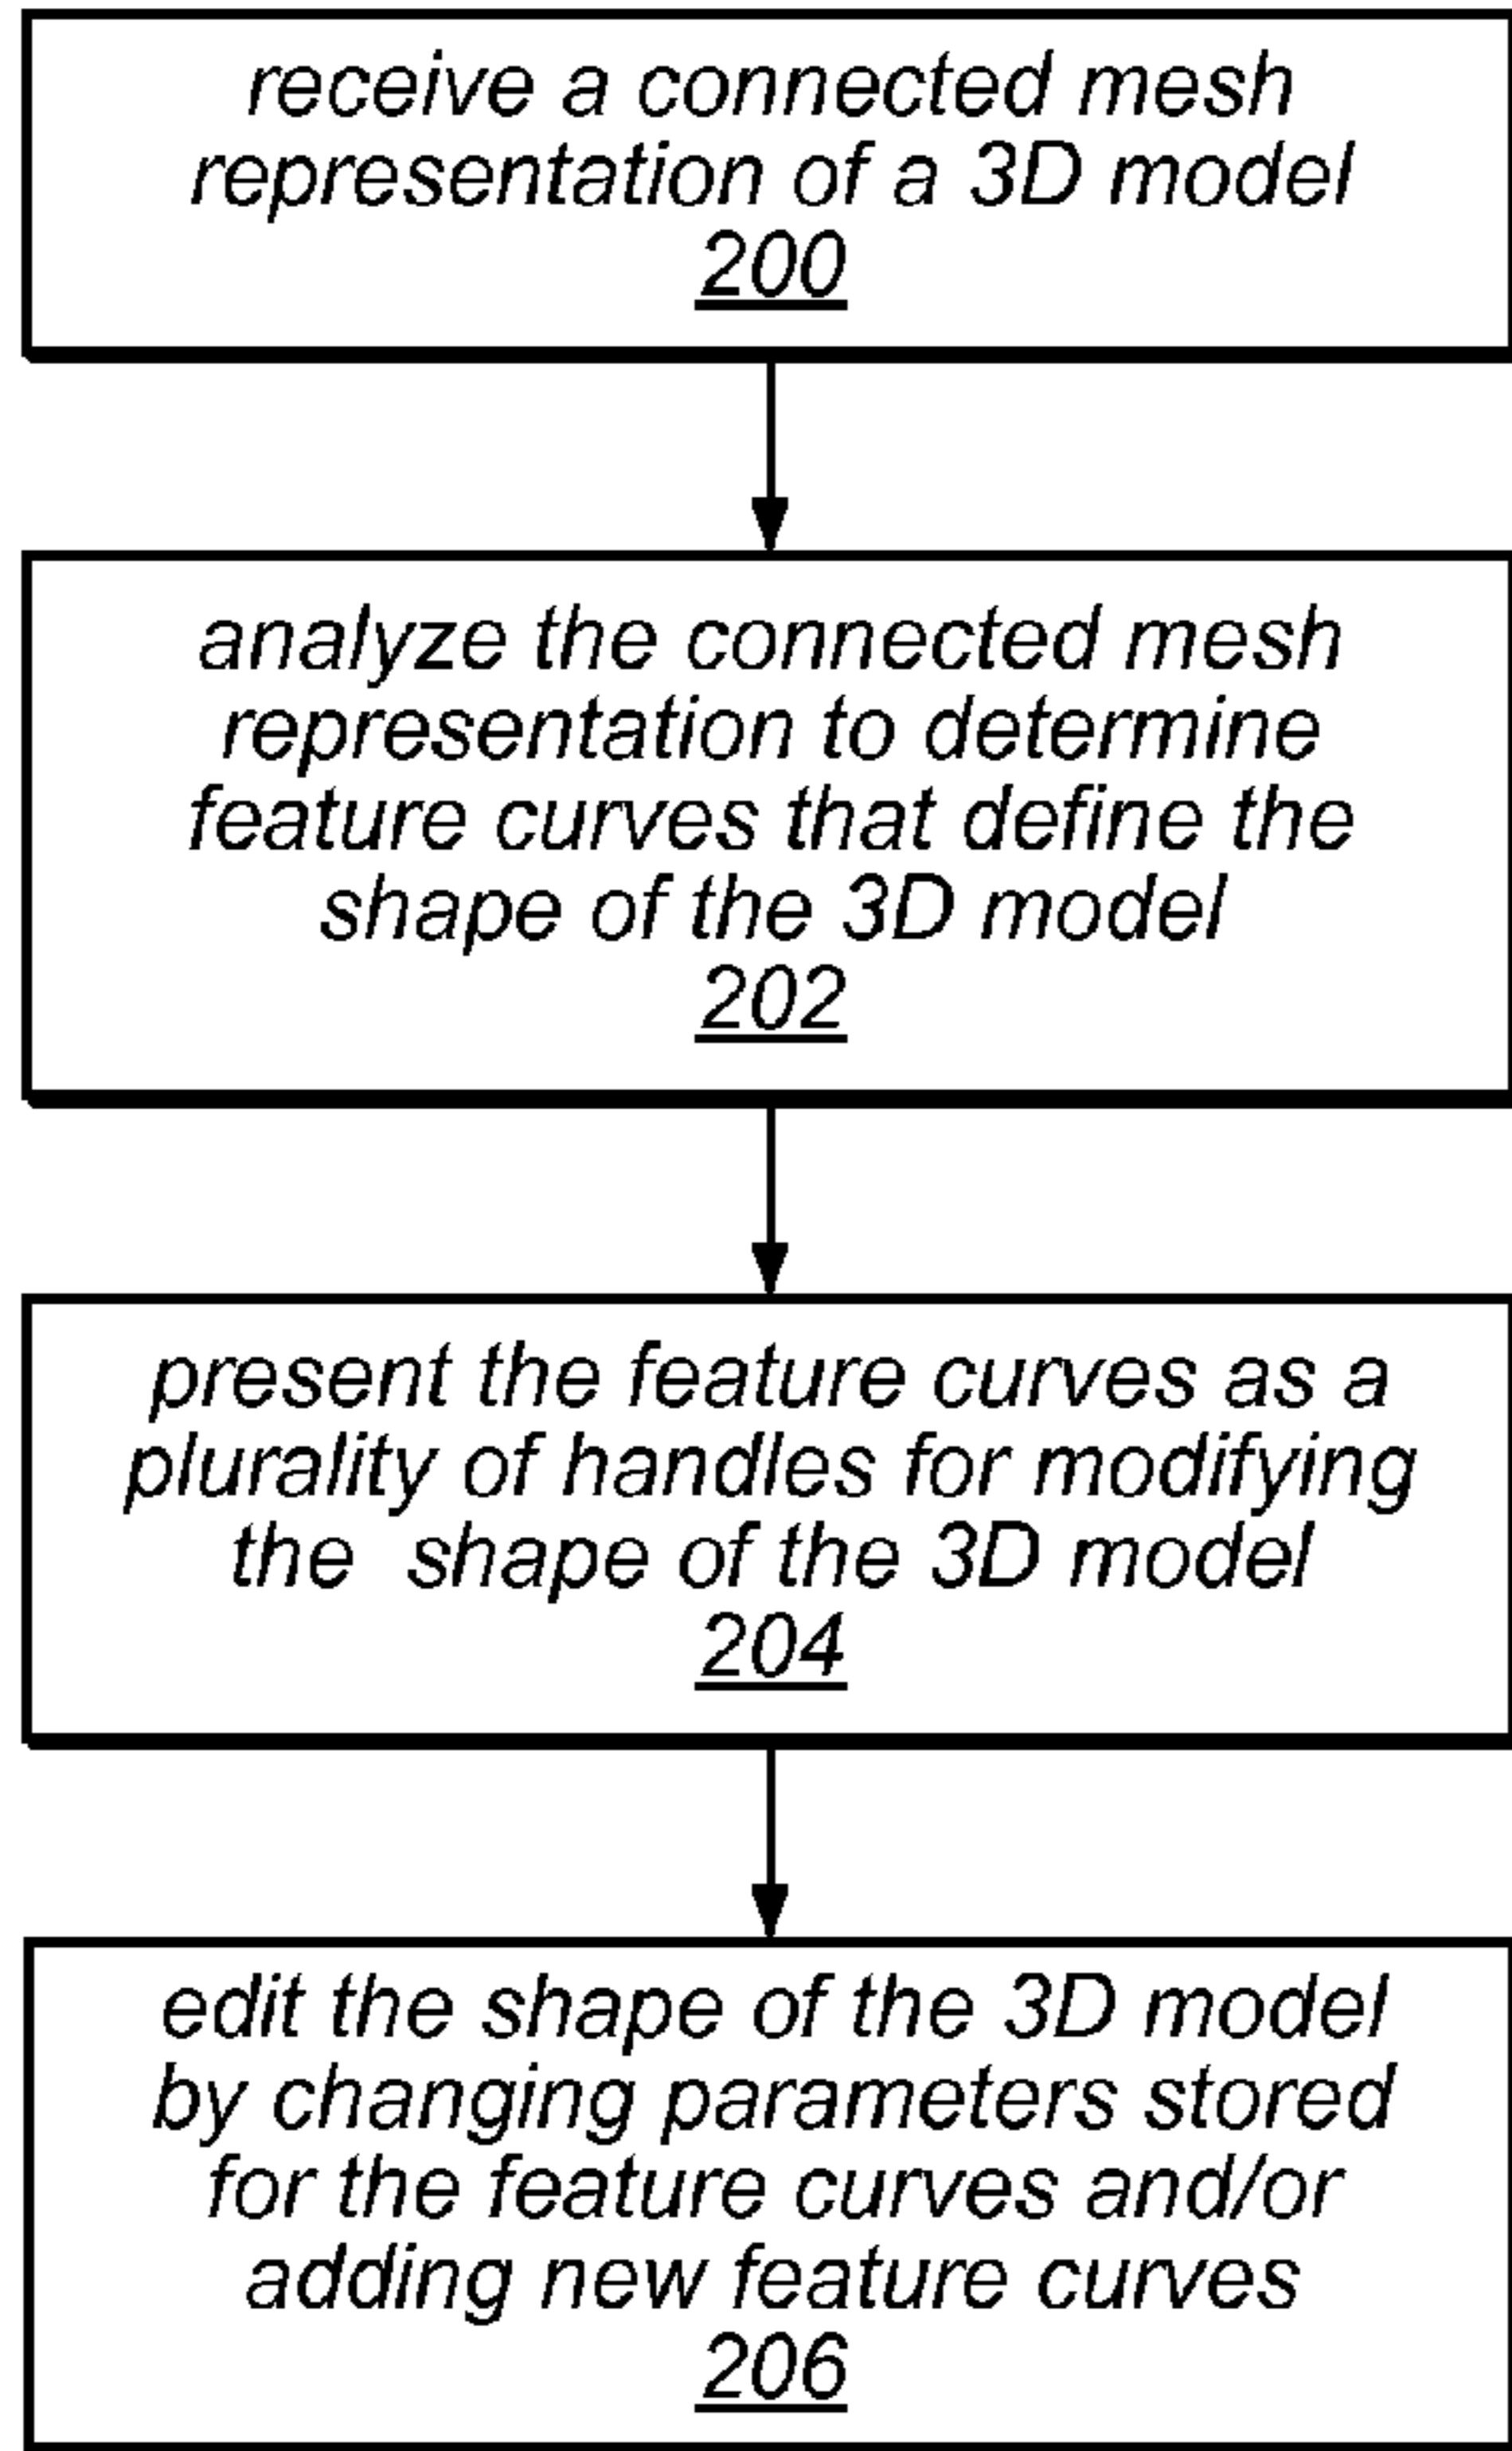 receive a connected mesh
representation of a 3D model
200
analyze the connected mesh
representation to determine
feature curves that define the
shape of the 3D model
202
present the feature curves as a
plurality of handles for modifying
the shape of the 3D model
204
edit the shape of the 3D model
by changing parameters stored
for the feature curves and/or
adding new feature curves
206